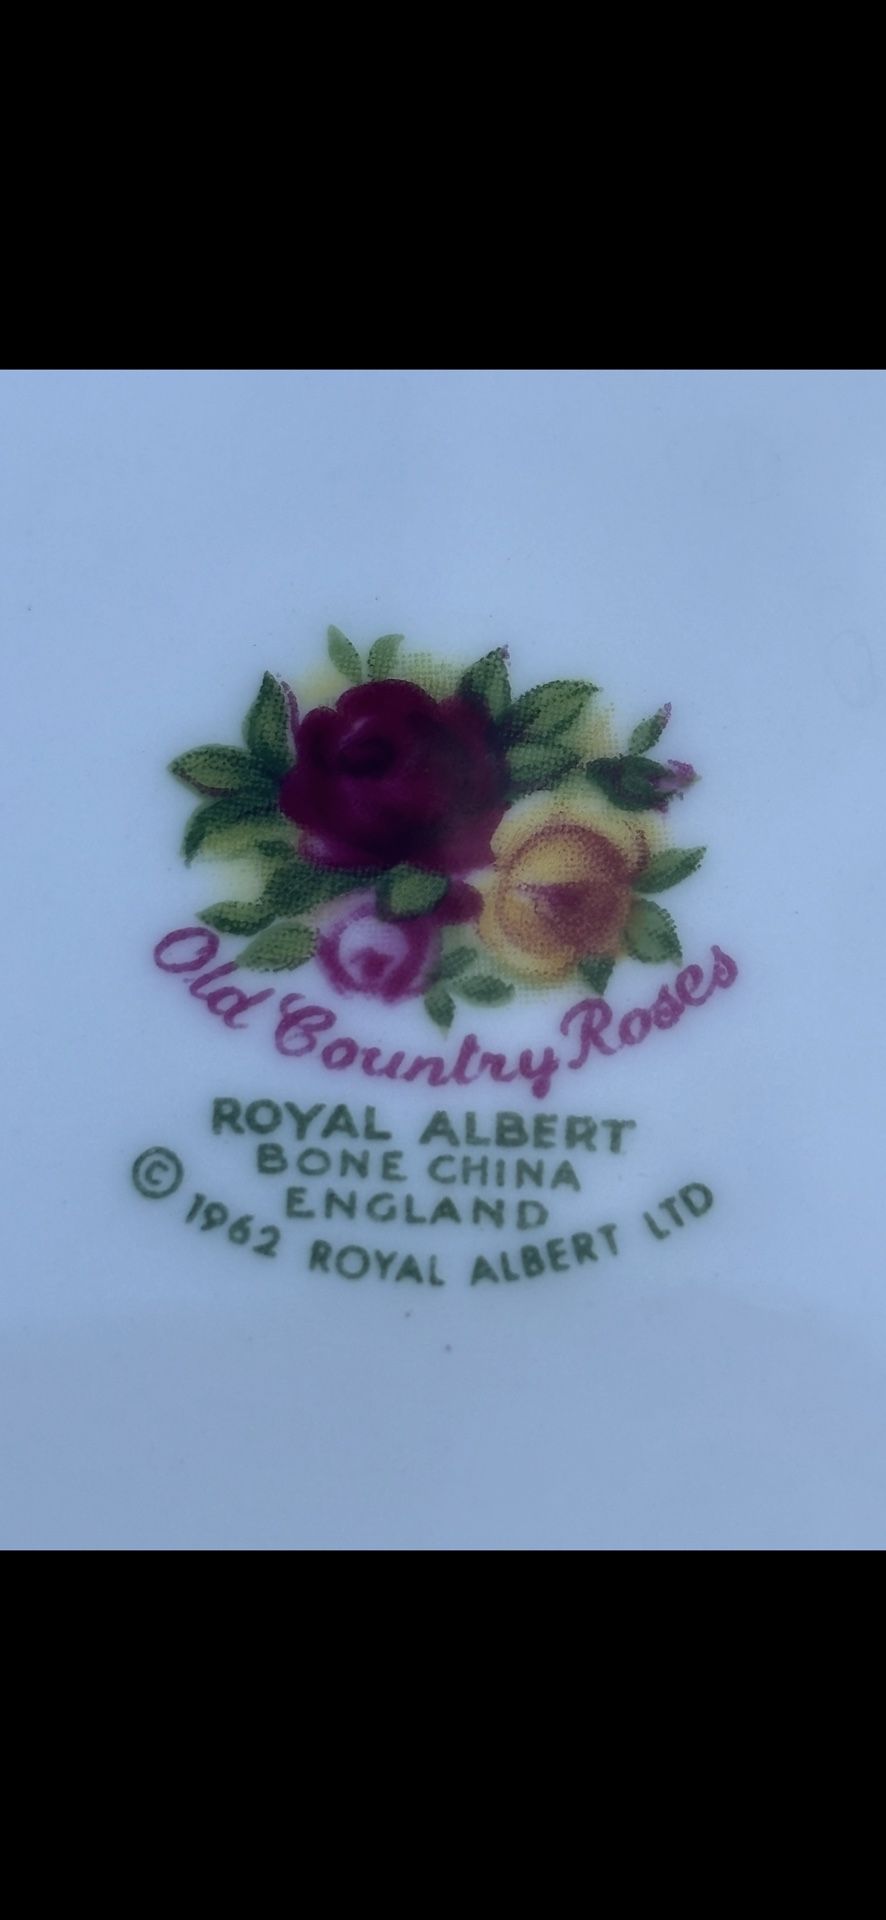 Old Country Roses
ROYAL ALBERT
BONE CHINA
ENGLAND
© 1962 ROYAL ALBERT LTD